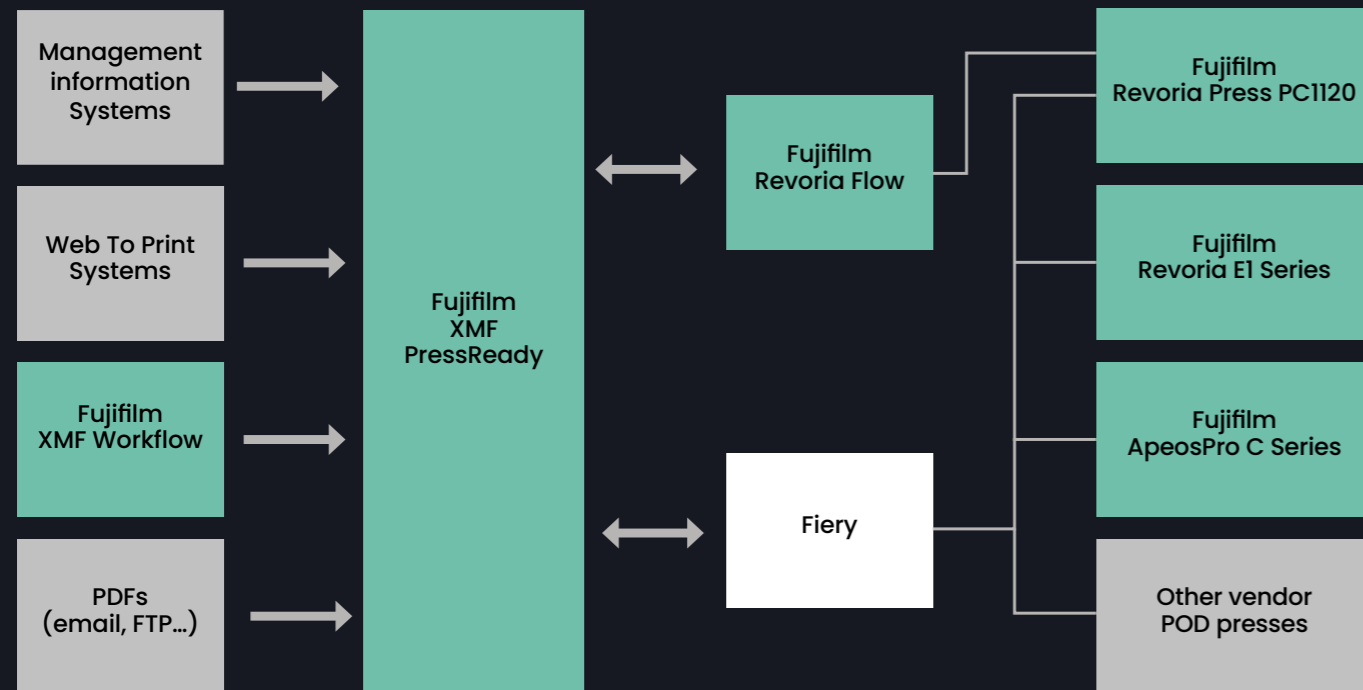 Management
information
Systems
Web To Print
Systems
Fujifilm
XMF Workflow
PDFs
(email, FTP…)
Fujifilm
XMF
PressReady
Fujifilm
Revoria Flow
Fiery
Fujifilm
Revoria Press PC1120
Fujifilm
Revoria E1 Series
Fujifilm
ApeosPro C Series
Other vendor
POD presses